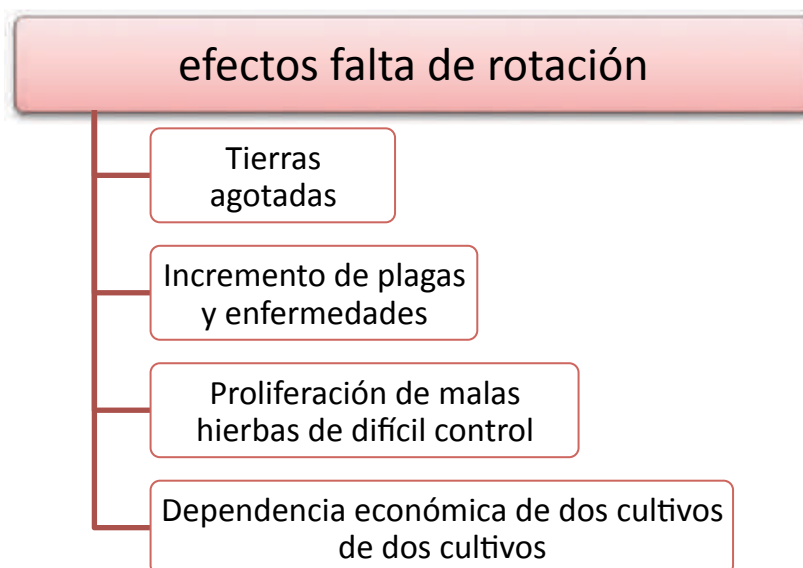 efectos falta de rotación
Tierras
agotadas
Incremento de plagas
y enfermedades
Proliferación de malas
hierbas de difícil control
Dependencia económica de dos cultivos
de dos cultivos